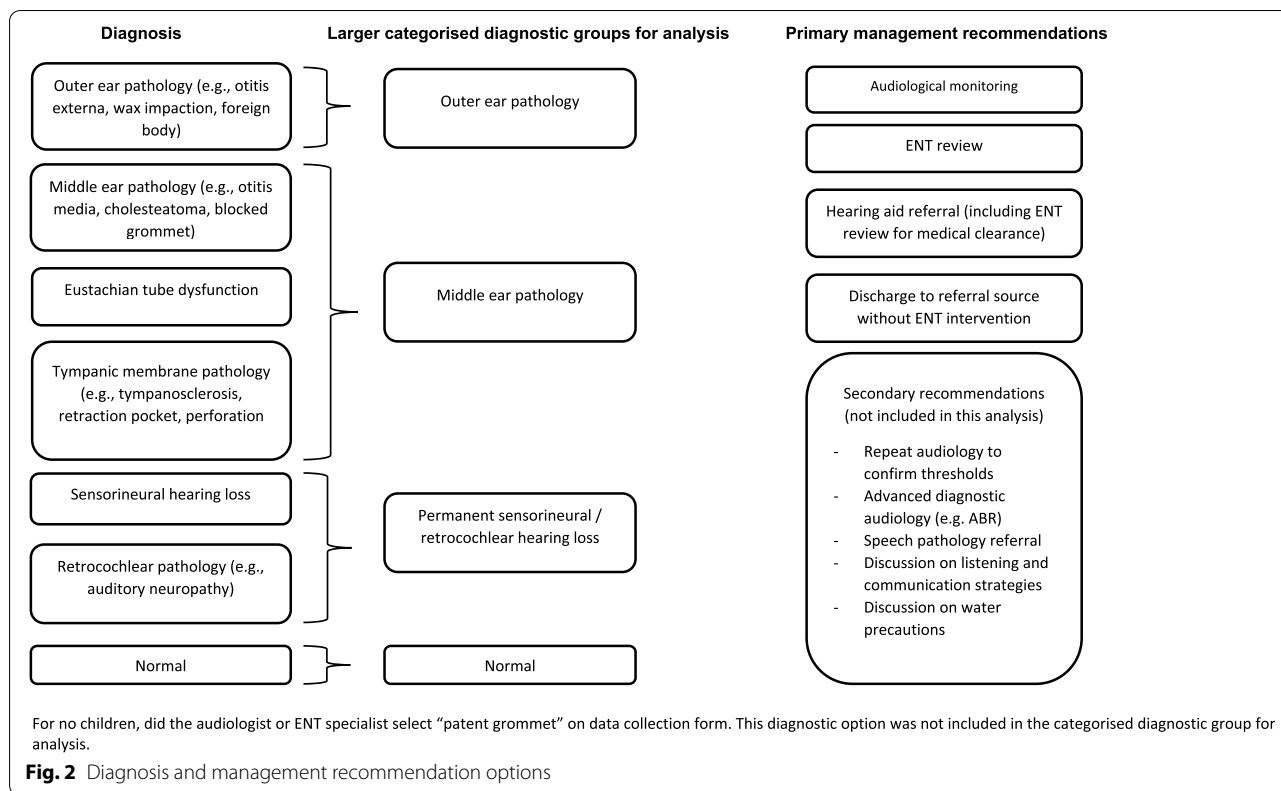 Diagnosis
Larger categorised diagnostic groups for analysis
Primary management recommendations
Outer ear pathology (e.g., otitis
externa, wax impaction, foreign
body)
Middle ear pathology (e.g., otitis
media, cholesteatoma, blocked
grommet)
Eustachian tube dysfunction
Tympanic membrane pathology
(e.g., tympanosclerosis,
retraction pocket, perforation
Sensorineural hearing loss
Retrocochlear pathology (e.g.,
auditory neuropathy)
Normal
Outer ear pathology
Middle ear pathology
Permanent sensorineural /
retrocochlear hearing loss
Normal
Audiological monitoring
ENT review
Hearing aid referral (including ENT
review for medical clearance)
Discharge to referral source
without ENT intervention
Secondary recommendations
(not included in this analysis)
- Repeat audiology to
confirm thresholds
- Advanced diagnostic
audiology (e.g. ABR)
- Speech pathology referral
- Discussion on listening and
communication strategies
- Discussion on water
precautions
For no children, did the audiologist or ENT specialist select “patent grommet” on data collection form. This diagnostic option was not included in the categorised diagnostic group for
analysis.
Fig. 2 Diagnosis and management recommendation options